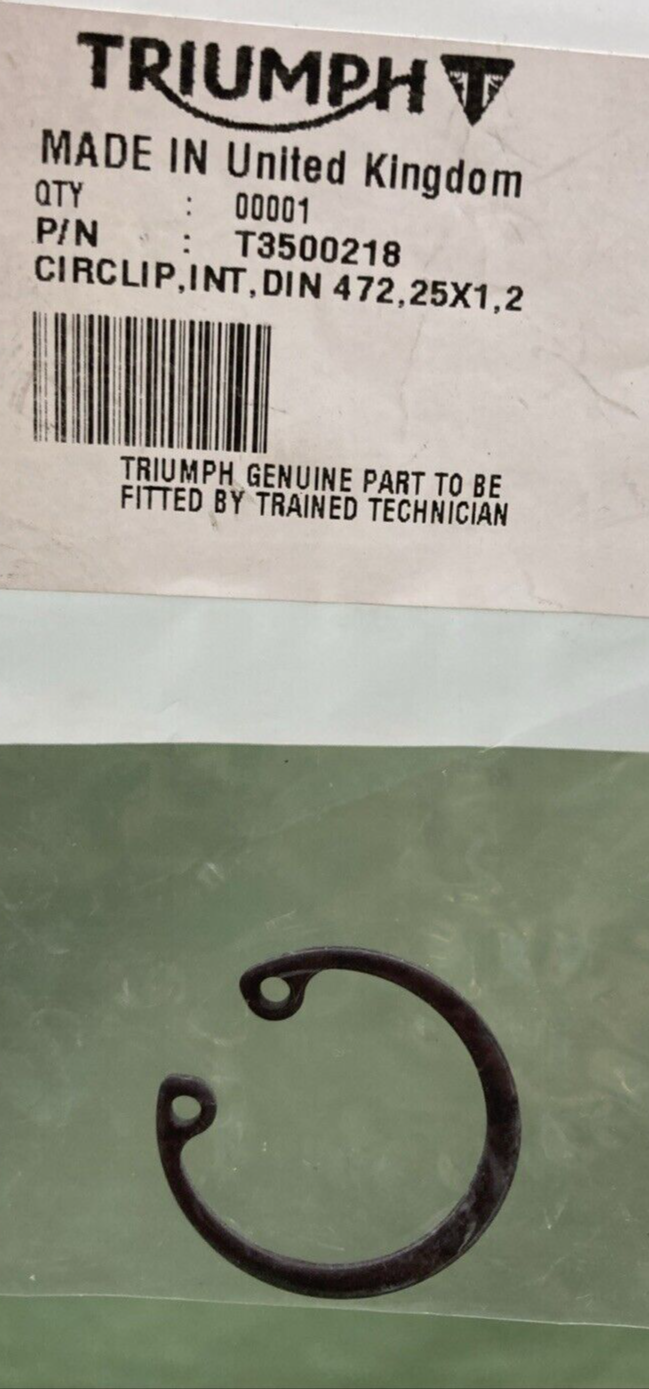 TRIUMPH
MADE IN United Kingdom
QTY : 00001
P/N : T3500218
CIRCLIP,INT,DIN 472,25X1,2
TRIUMPH GENUINE PART TO BE
FITTED BY TRAINED TECHNICIAN